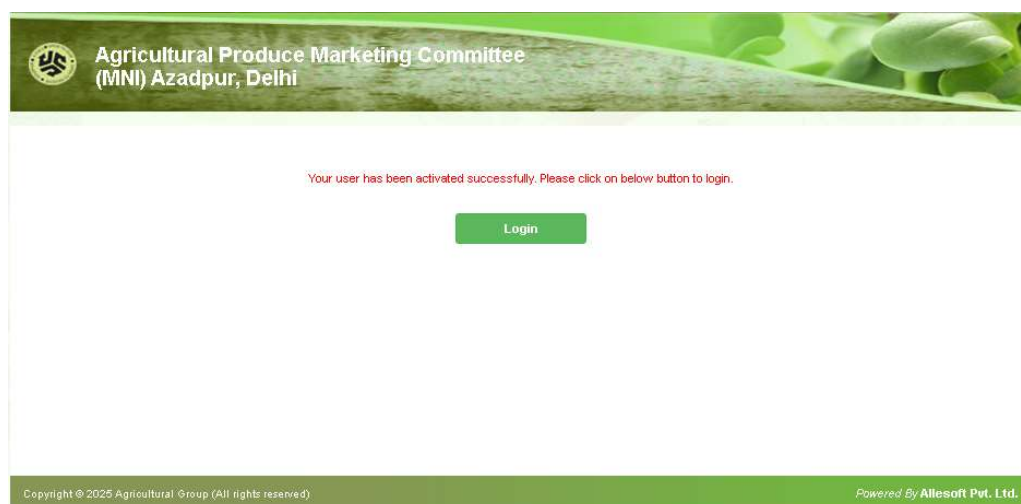 Agricultural Produce Marketing Committee
(MNI) Azadpur, Delhi
Your user has been activated successfully. Please click on below button to login.
Login
Copyright © 2025 Agricultural Group (All rights reserved)
Powered By Allesoft Pvt. Ltd.